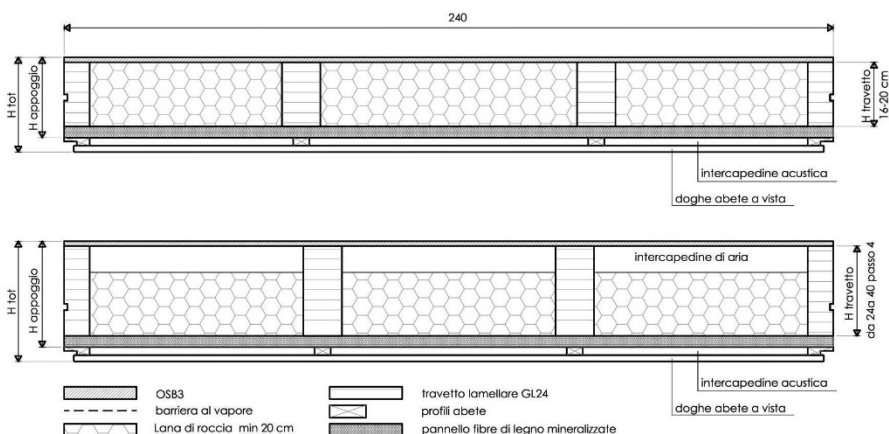 240
H tot
H appoggio
H travetto
16-20 cm
intercapedine acustica
doghe abete a vista
H tot
H appoggio
intercapedine di aria
H travetto
da 24a 40 passo 4
intercapedine acustica
doghe abete a vista
OSB3
travetto lamellare GL24
barriera al vapore
profili abete
Lana di roccia min 20 cm
pannello fibre di legno mineralizzate